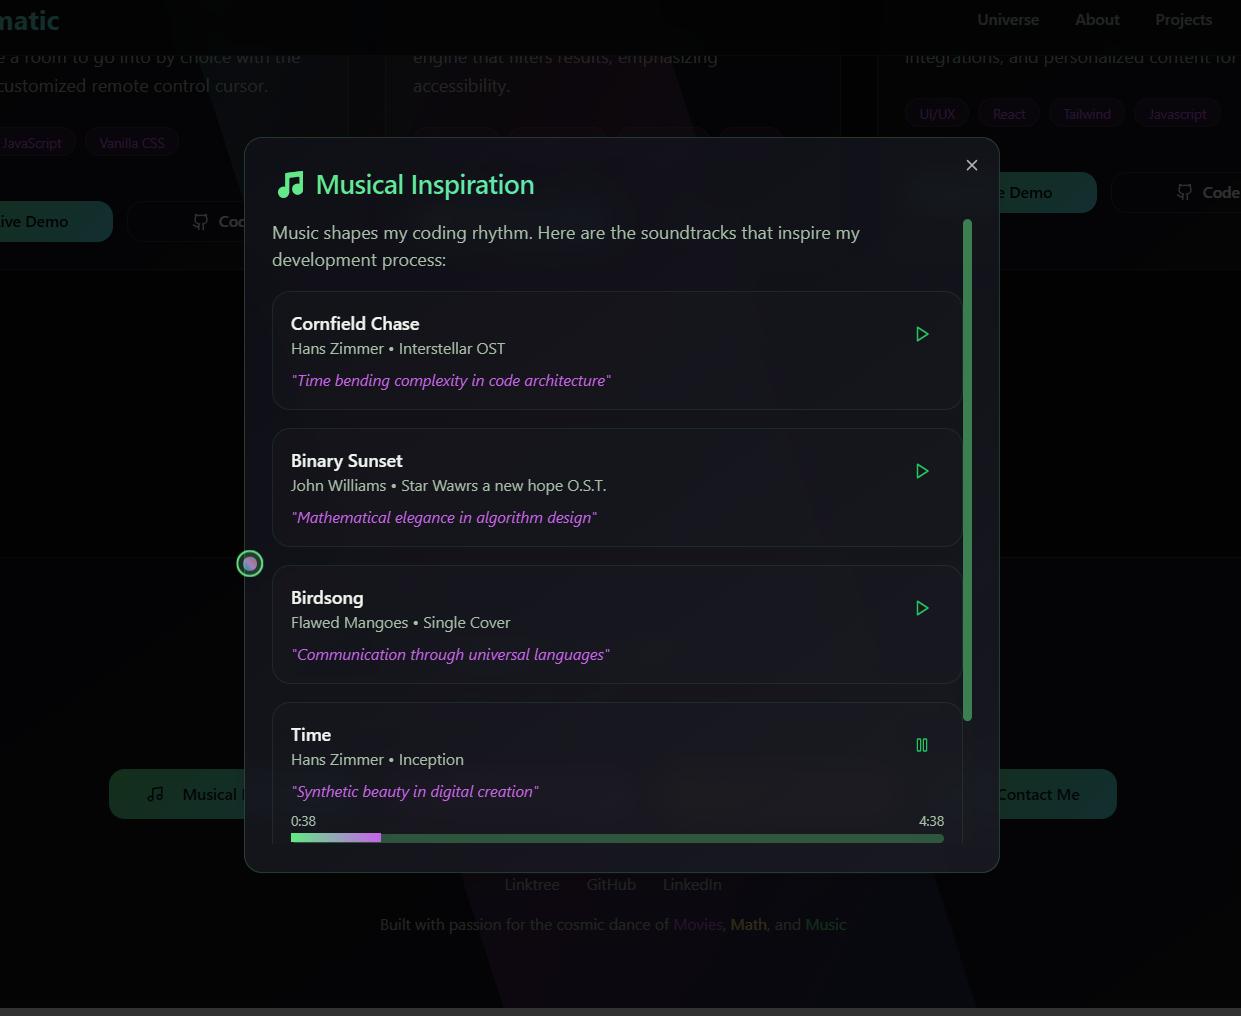 matic
Universe About Projects
e a room to go into by choice with the
engine that filters results, emphasizing
integrations, and personalized content for
customized remote control cursor.
accessibility.
UI/UX React Tailwind Javascript
JavaScript Vanilla CSS
Musical Inspiration
Live Demo
Code
Music shapes my coding rhythm. Here are the soundtracks that inspire my
development process:
Cornfield Chase
Hans Zimmer • Interstellar OST
"Time bending complexity in code architecture"
Binary Sunset
John Williams • Star Wawrs a new hope O.S.T.
"Mathematical elegance in algorithm design"
Birdsong
Flawed Mangoes • Single Cover
"Communication through universal languages"
Time
Hans Zimmer • Inception
"Synthetic beauty in digital creation"
0:38 4:38
Musical
Contact Me
Linktree GitHub LinkedIn
Built with passion for the cosmic dance of Movies, Math, and Music